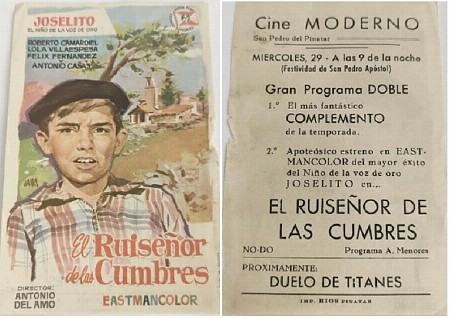 JOSELITO
EL NIÑO DE LA VOZ DE ORO
ROBERTO CAMARDIEL
LOLA VILLAESPESA
FELIX FERNANDEZ
Y
ANTONIO CASAS
JANO
El Ruiseñor
de las Cumbres
DIRECTOR:
ANTONIO
DEL AMO
EASTMANCOLOR
Cine MODERNO
San Pedro del Pinatar
MIERCOLES, 29 - A las 9 de la noche
(Festividad de San Pedro Apóstol)
Gran Programa DOBLE
1.º El más fantástico
COMPLEMENTO
de la temporada.
2.º Apoteósico estreno en EAST-
MANCOLOR del mayor éxito
del Niño de la voz de oro
JOSELITO en...
EL RUISEÑOR DE
LAS CUMBRES
NO-DO Programa A. Menores
PROXIMAMENTE:
DUELO DE TITANES
IMP. RIOS PINATAR